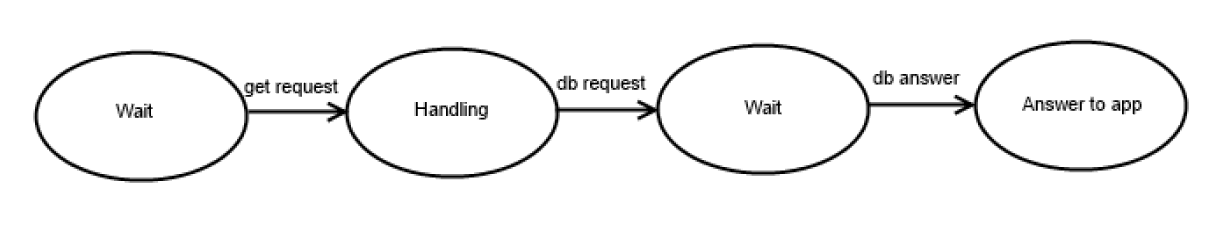 Wait
get request
Handling
db request
Wait
db answer
Answer to app